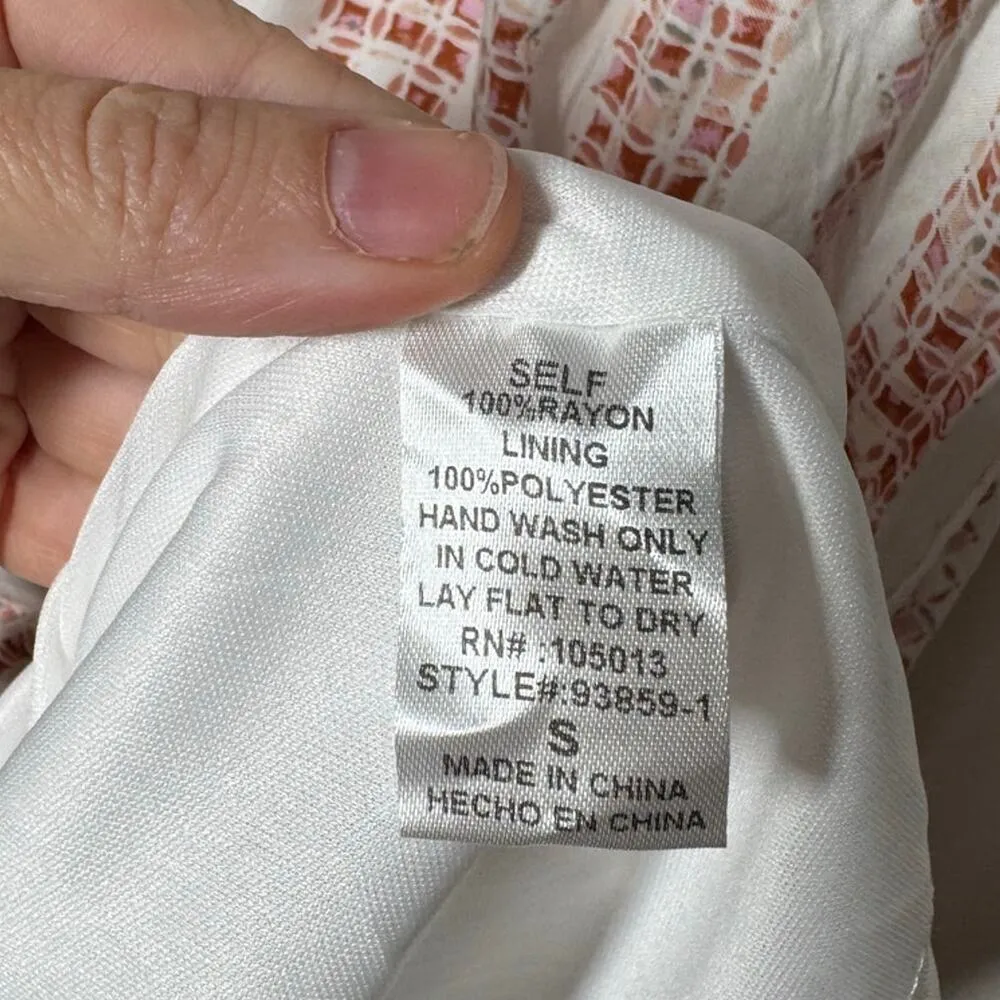 SELF
100%RAYON
LINING
100%POLYESTER
HAND WASH ONLY
IN COLD WATER
LAY FLAT TO DRY
RN# :105013
STYLE#:93859-1
S
MADE IN CHINA
HECHO EN CHINA